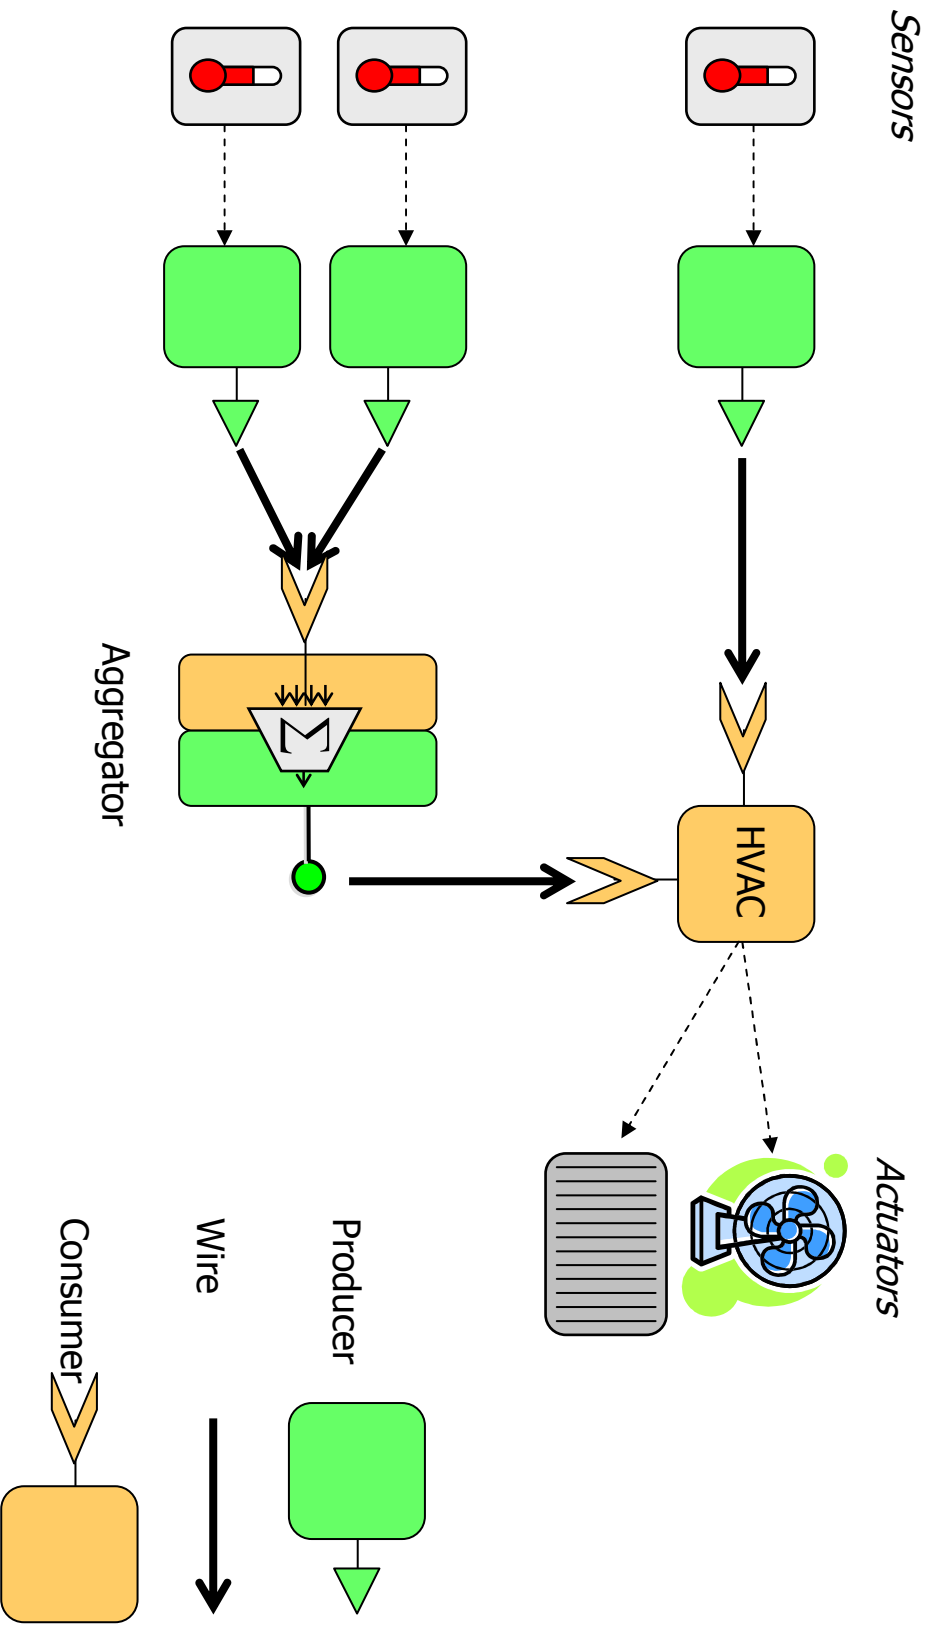 Sensors
Actuators
HVAC
Aggregator
Σ
Producer
Wire
Consumer